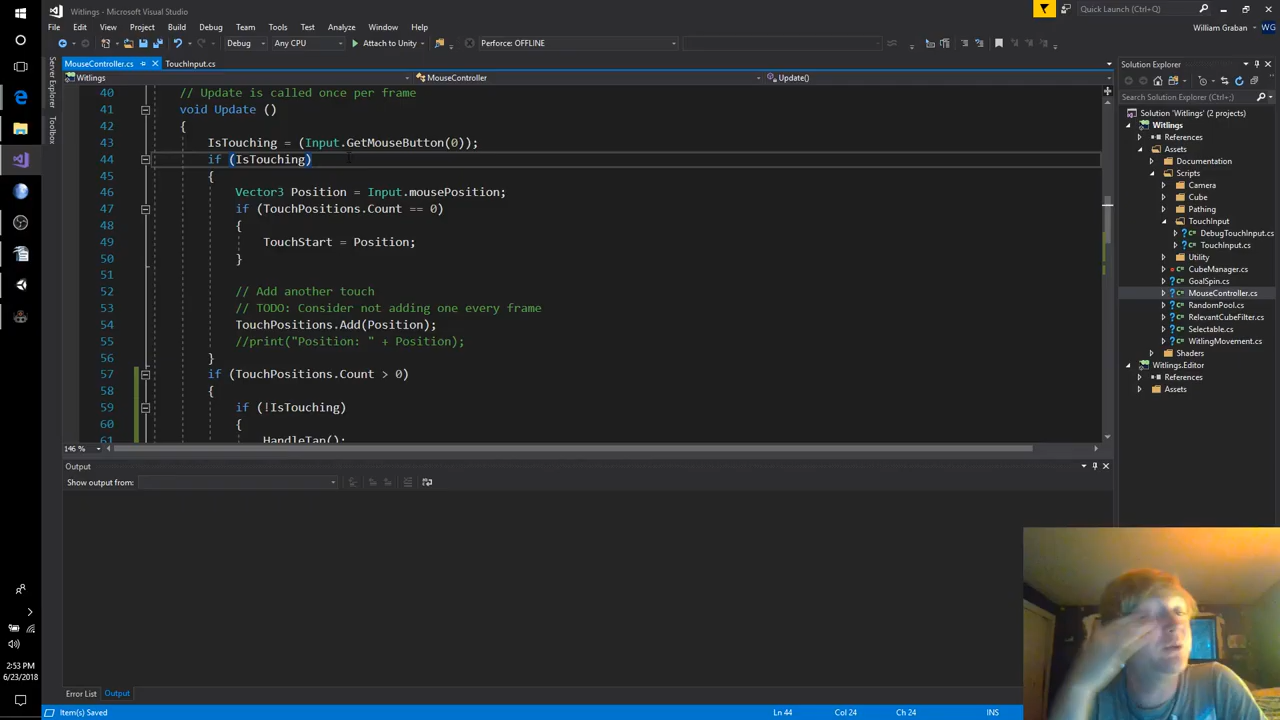 Witlings - Microsoft Visual Studio
Quick Launch (Ctrl+Q)
File Edit View Project Build Debug Team Tools Test Analyze Window Help
William Graban WG
Debug Any CPU Attach to Unity Perforce: OFFLINE
Server Explorer
Toolbox
MouseController.cs TouchInput.cs
Witlings MouseController Update()
40 // Update is called once per frame
41 void Update ()
42 {
43 IsTouching = (Input.GetMouseButton(0));
44 if (IsTouching)
45 {
46 Vector3 Position = Input.mousePosition;
47 if (TouchPositions.Count == 0)
48 {
49 TouchStart = Position;
50 }
51
52 // Add another touch
53 // TODO: Consider not adding one every frame
54 TouchPositions.Add(Position);
55 //print("Position: " + Position);
56 }
57 if (TouchPositions.Count > 0)
58 {
59 if (!IsTouching)
60 {
61 HandleTap();
146 %
Output
Show output from:
Error List Output
Item(s) Saved Ln 44 Col 24 Ch 24 INS
Solution Explorer
Search Solution Explorer (Ctrl+;)
Solution 'Witlings' (2 projects)
Witlings
References
Assets
Documentation
Scripts
Camera
Cube
Pathing
TouchInput
DebugTouchInput.cs
TouchInput.cs
Utility
CubeManager.cs
GoalSpin.cs
MouseController.cs
RandomPool.cs
RelevantCubeFilter.cs
Selectable.cs
WitlingMovement.cs
Shaders
Witlings.Editor
References
Assets
2:53 PM
6/23/2018